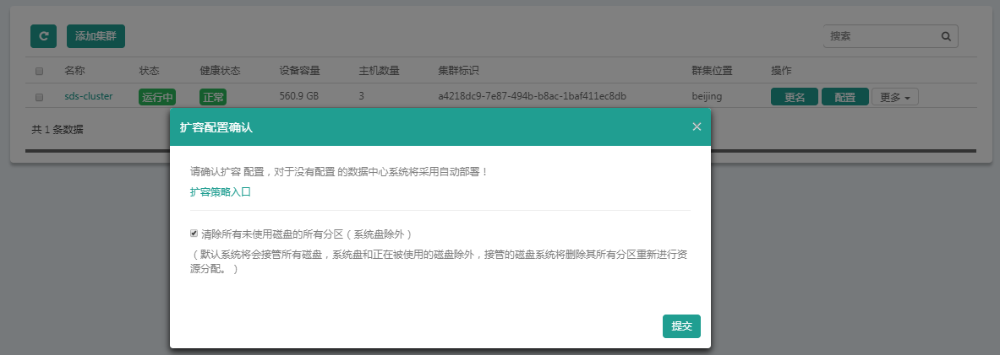 添加集群 搜索
名称 状态 健康状态 设备容量 主机数量 集群标识 群集位置 操作
sds-cluster 运行中 正常 560.9 GB 3 a4218dc9-7e87-494b-b8ac-1baf411ec8db beijing 更名 配置 更多
共 1 条数据
扩容配置确认 ×
请确认扩容 配置，对于没有配置 的数据中心系统将采用自动部署！
扩容策略入口
清除所有未使用磁盘的所有分区（系统盘除外）
（默认系统将会接管所有磁盘，系统盘和正在被使用的磁盘除外，接管的磁盘系统将删除其所有分区重新进行资
源分配。）
提交